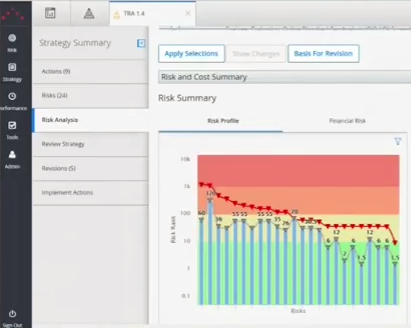 TRA 1.4
Strategy Summary
Actions (9)
Risks (24)
Risk Analysis
Review Strategy
Revisions (5)
Implement Actions
Risk
Strategy
Performance
Tools
Admin
Sign Out
Apply Selections
Show Changes
Basis For Revision
Risk and Cost Summary
Risk Summary
Risk Profile
Financial Risk
Risk Rank
10k
1k
100
10
1
0.1
60
120
36
55 55
55 55
35
26
70
6
12
2
6
1.5
12
6 6
1.5
Risks